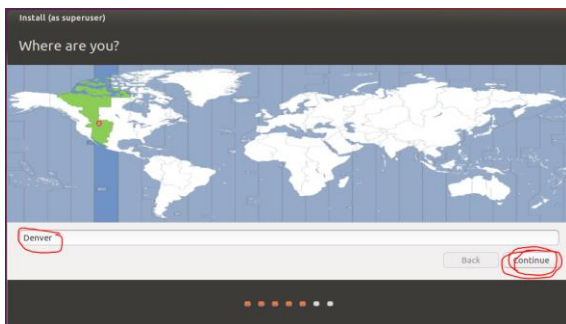 Install (as superuser)
Where are you?
Denver
Back
Continue